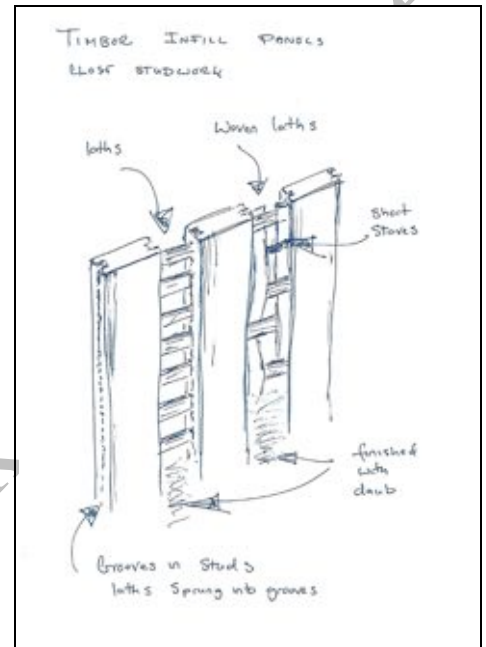 TIMBER INFILL PANELS
CLOSE STUDWORK
Woven laths
laths
Short
Staves
finished
with
daub
Grooves in Studs
laths Sprung into grooves